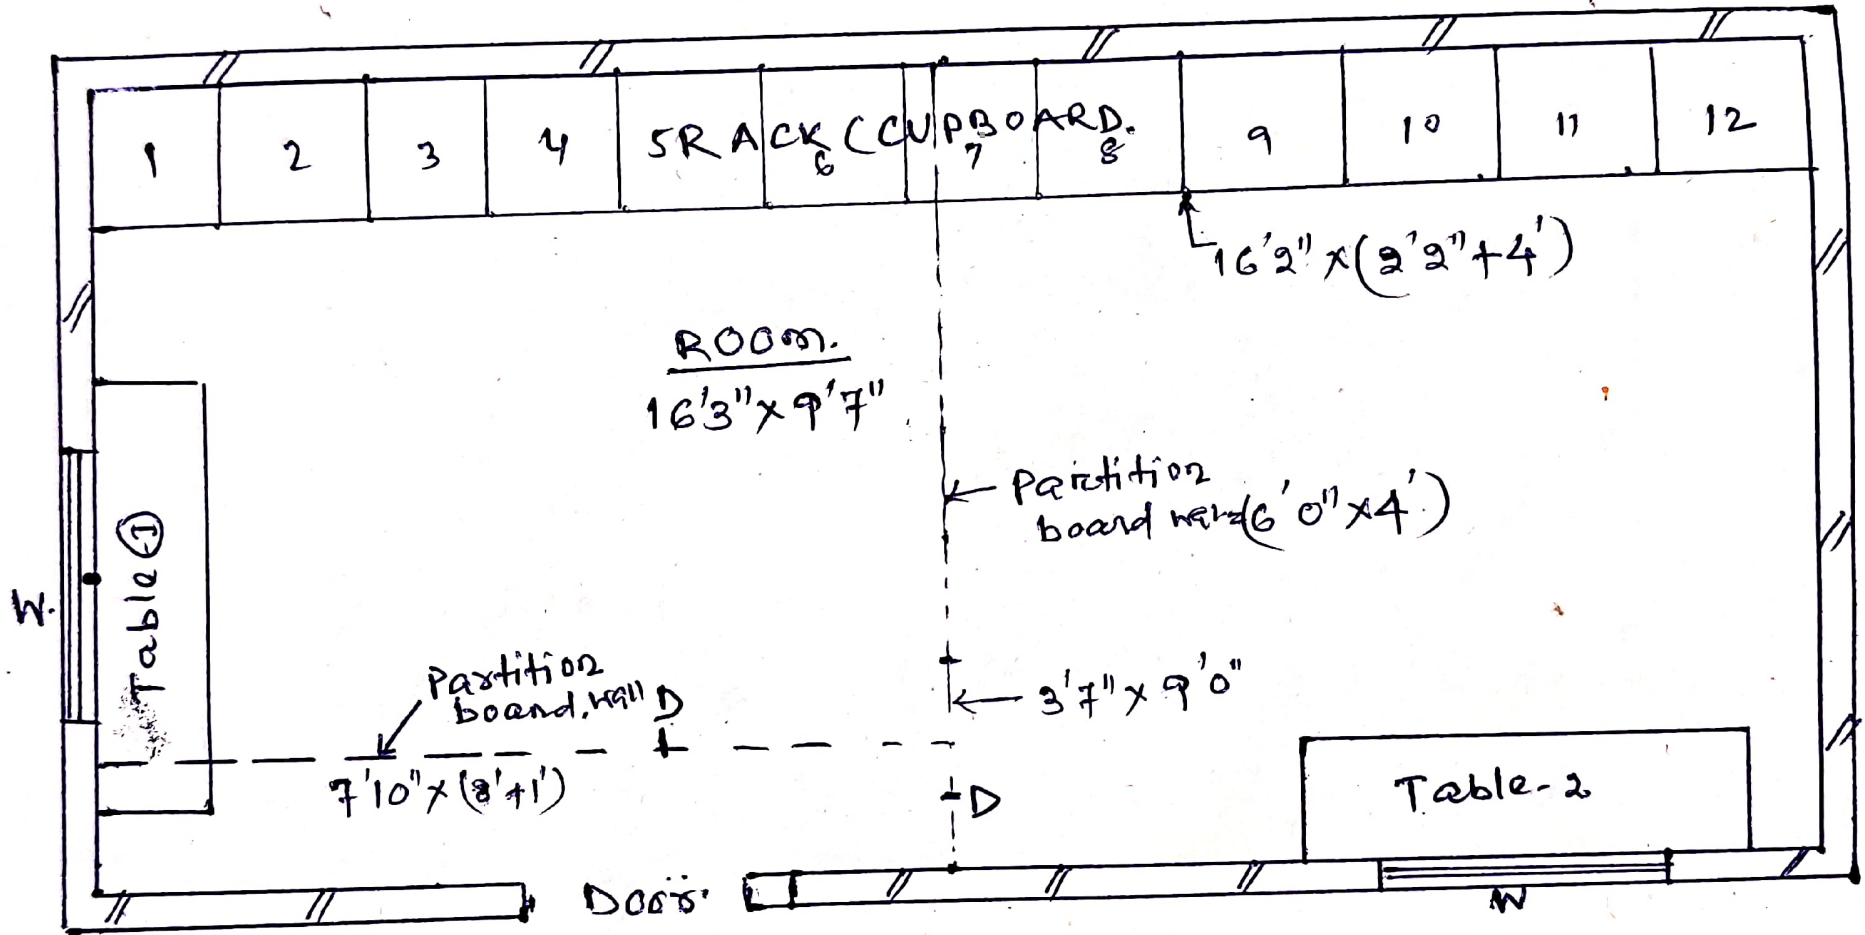 1 2 3 4 5 6 7 8 9 10 11 12
RACK (CUPBOARD.
16'2" x (2'2"+4')
ROOM.
16'3" x 9'7"
Partition
board (6'0" x 4')
W.
Table ①
Partition
board, wall
D
3'7" x 9'0"
7'10" x (8'+1')
D
Table-2
Door.
W